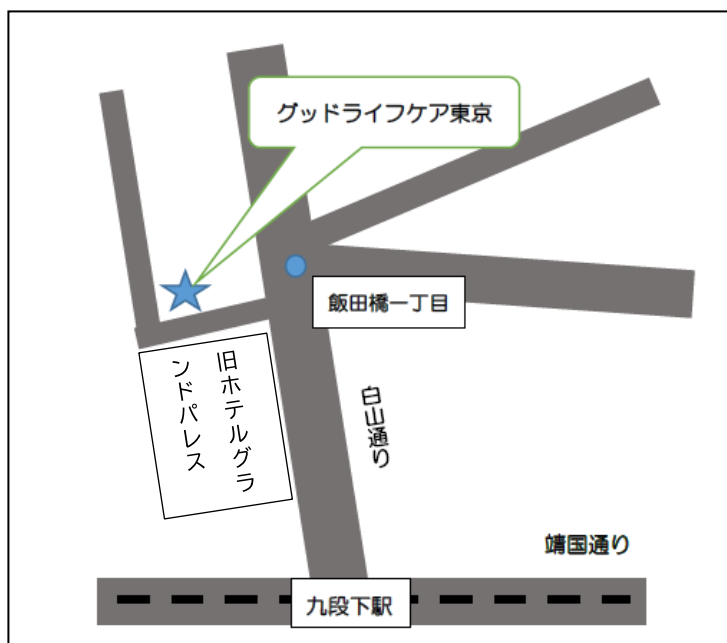 グッドライフケア東京
飯田橋一丁目
旧ホテルグラ
ンドパレス
白山通り
靖国通り
九段下駅